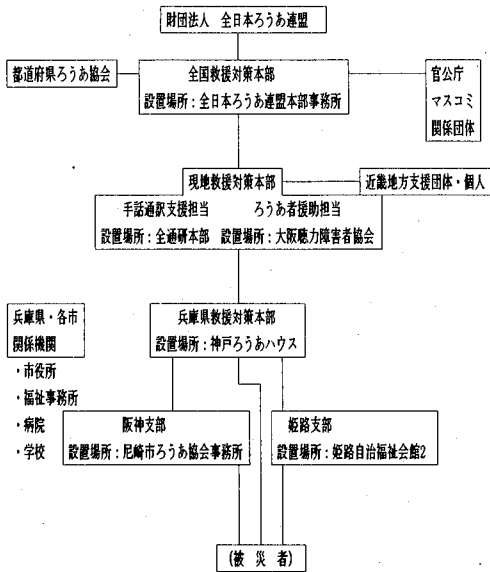 財団法人　全日本ろうあ連盟
都道府県ろうあ協会
全国救援対策本部
設置場所：全日本ろうあ連盟本部事務所
官公庁
マスコミ
関係団体
現地救援対策本部
近畿地方支援団体・個人
手話通訳支援担当　ろうあ者援助担当
設置場所：全通研本部　設置場所：大阪聴力障害者協会
兵庫県・各市
関係機関
・市役所
・福祉事務所
・病院
・学校
兵庫県救援対策本部
設置場所：神戸ろうあハウス
阪神支部
設置場所：尼崎市ろうあ協会事務所
姫路支部
設置場所：姫路自治福祉会館2
(被災者)